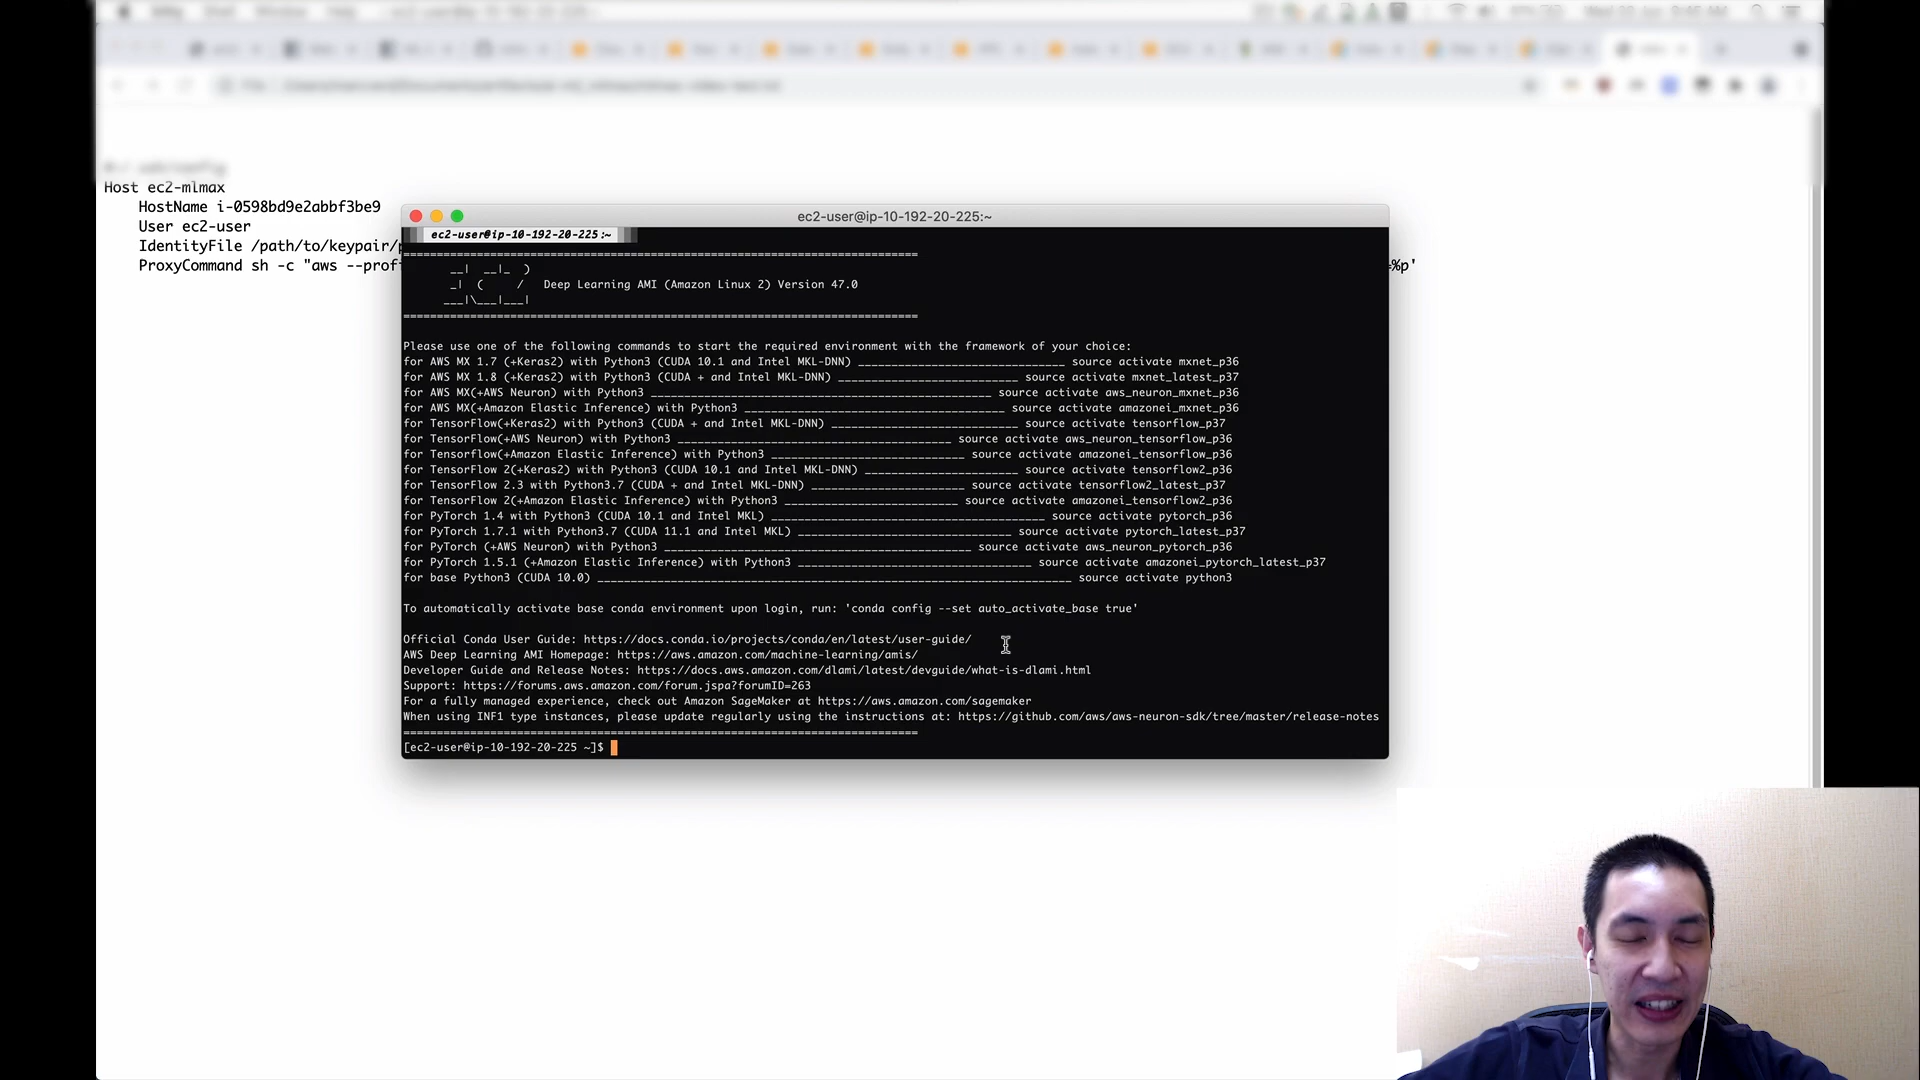 Host ec2-mlmax
HostName i-0598bd9e2abbf3be9
User ec2-user
IdentityFile /path/to/keypair/
ProxyCommand sh -c "aws --prof
%p'
ec2-user@ip-10-192-20-225:~
ec2-user@ip-10-192-20-225:~
=============================================================================
__|  __|_  )
_|  (     /   Deep Learning AMI (Amazon Linux 2) Version 47.0
___|\___|___|
=============================================================================
Please use one of the following commands to start the required environment with the framework of your choice:
for AWS MX 1.7 (+Keras2) with Python3 (CUDA 10.1 and Intel MKL-DNN) _______________________________ source activate mxnet_p36
for AWS MX 1.8 (+Keras2) with Python3 (CUDA + and Intel MKL-DNN) ___________________________ source activate mxnet_latest_p37
for AWS MX(+AWS Neuron) with Python3 ___________________________________________________ source activate aws_neuron_mxnet_p36
for AWS MX(+Amazon Elastic Inference) with Python3 _______________________________________ source activate amazonei_mxnet_p36
for TensorFlow(+Keras2) with Python3 (CUDA + and Intel MKL-DNN) ____________________________ source activate tensorflow_p37
for TensorFlow(+AWS Neuron) with Python3 _________________________________________ source activate aws_neuron_tensorflow_p36
for TensorFlow(+Amazon Elastic Inference) with Python3 ______________________________ source activate amazonei_tensorflow_p36
for TensorFlow 2(+Keras2) with Python3 (CUDA 10.1 and Intel MKL-DNN) _______________________ source activate tensorflow2_p36
for TensorFlow 2.3 with Python3.7 (CUDA + and Intel MKL-DNN) _______________________ source activate tensorflow2_latest_p37
for TensorFlow 2(+Amazon Elastic Inference) with Python3 __________________________ source activate amazonei_tensorflow2_p36
for PyTorch 1.4 with Python3 (CUDA 10.1 and Intel MKL) _________________________________________ source activate pytorch_p36
for PyTorch 1.7.1 with Python3.7 (CUDA 11.1 and Intel MKL) ________________________________ source activate pytorch_latest_p37
for PyTorch (+AWS Neuron) with Python3 ______________________________________________ source activate aws_neuron_pytorch_p36
for PyTorch 1.5.1 (+Amazon Elastic Inference) with Python3 ___________________________________ source activate amazonei_pytorch_latest_p37
for base Python3 (CUDA 10.0) _______________________________________________________________________ source activate python3
To automatically activate base conda environment upon login, run: 'conda config --set auto_activate_base true'
Official Conda User Guide: https://docs.conda.io/projects/conda/en/latest/user-guide/
AWS Deep Learning AMI Homepage: https://aws.amazon.com/machine-learning/amis/
Developer Guide and Release Notes: https://docs.aws.amazon.com/dlami/latest/devguide/what-is-dlami.html
Support: https://forums.aws.amazon.com/forum.jspa?forumID=263
For a fully managed experience, check out Amazon SageMaker at https://aws.amazon.com/sagemaker
When using INF1 type instances, please update regularly using the instructions at: https://github.com/aws/aws-neuron-sdk/tree/master/release-notes
=============================================================================
[ec2-user@ip-10-192-20-225 ~]$